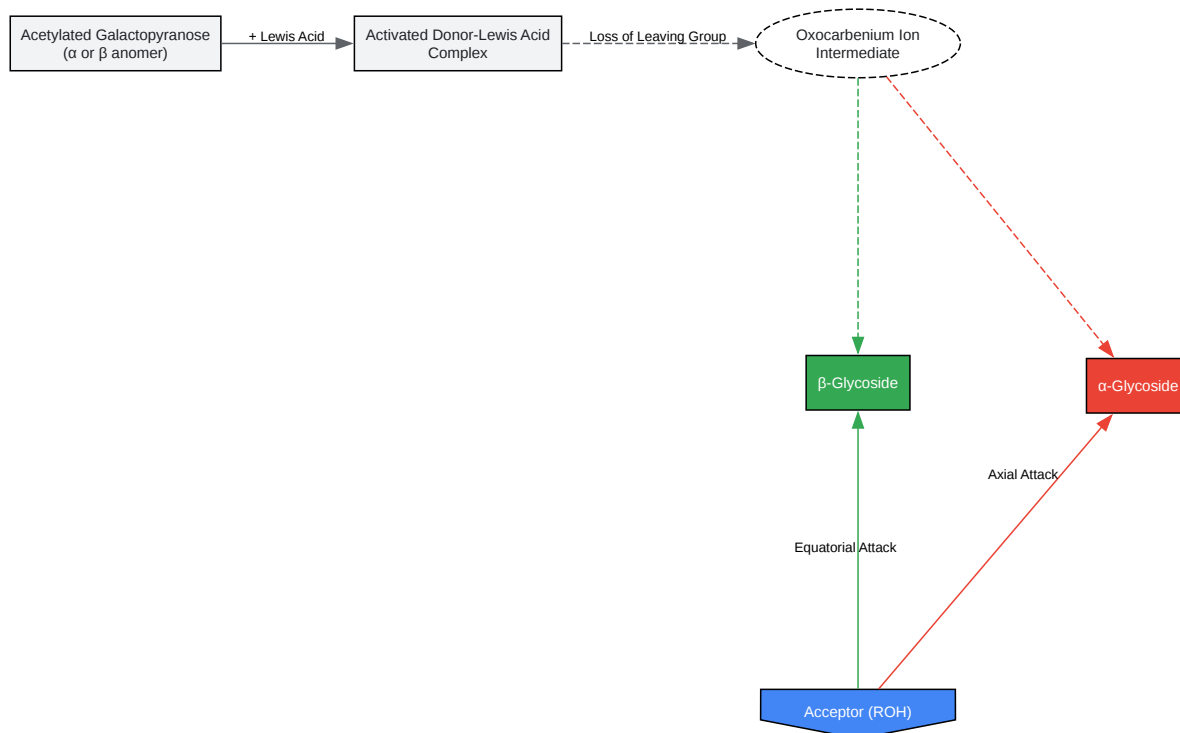 Acetylated Galactopyranose
(α or β anomer)
+ Lewis Acid
Activated Donor-Lewis Acid
Complex
Loss of Leaving Group
Oxocarbenium Ion
Intermediate
β-Glycoside
α-Glycoside
Axial Attack
Equatorial Attack
Acceptor (ROH)